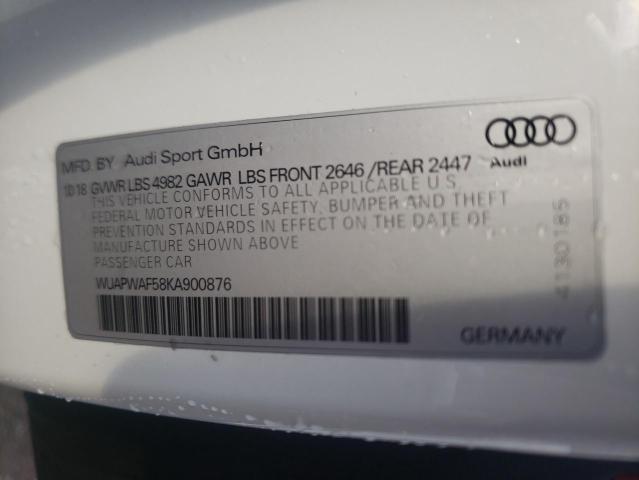 MFD. BY Audi Sport GmbH
10 18 GVWR LBS 4982 GAWR LBS FRONT 2646 /REAR 2447
THIS VEHICLE CONFORMS TO ALL APPLICABLE U.S.
FEDERAL MOTOR VEHICLE SAFETY, BUMPER AND THEFT
PREVENTION STANDARDS IN EFFECT ON THE DATE OF
MANUFACTURE SHOWN ABOVE
PASSENGER CAR
WUAPWAF58KA900876
Audi
4130185
GERMANY